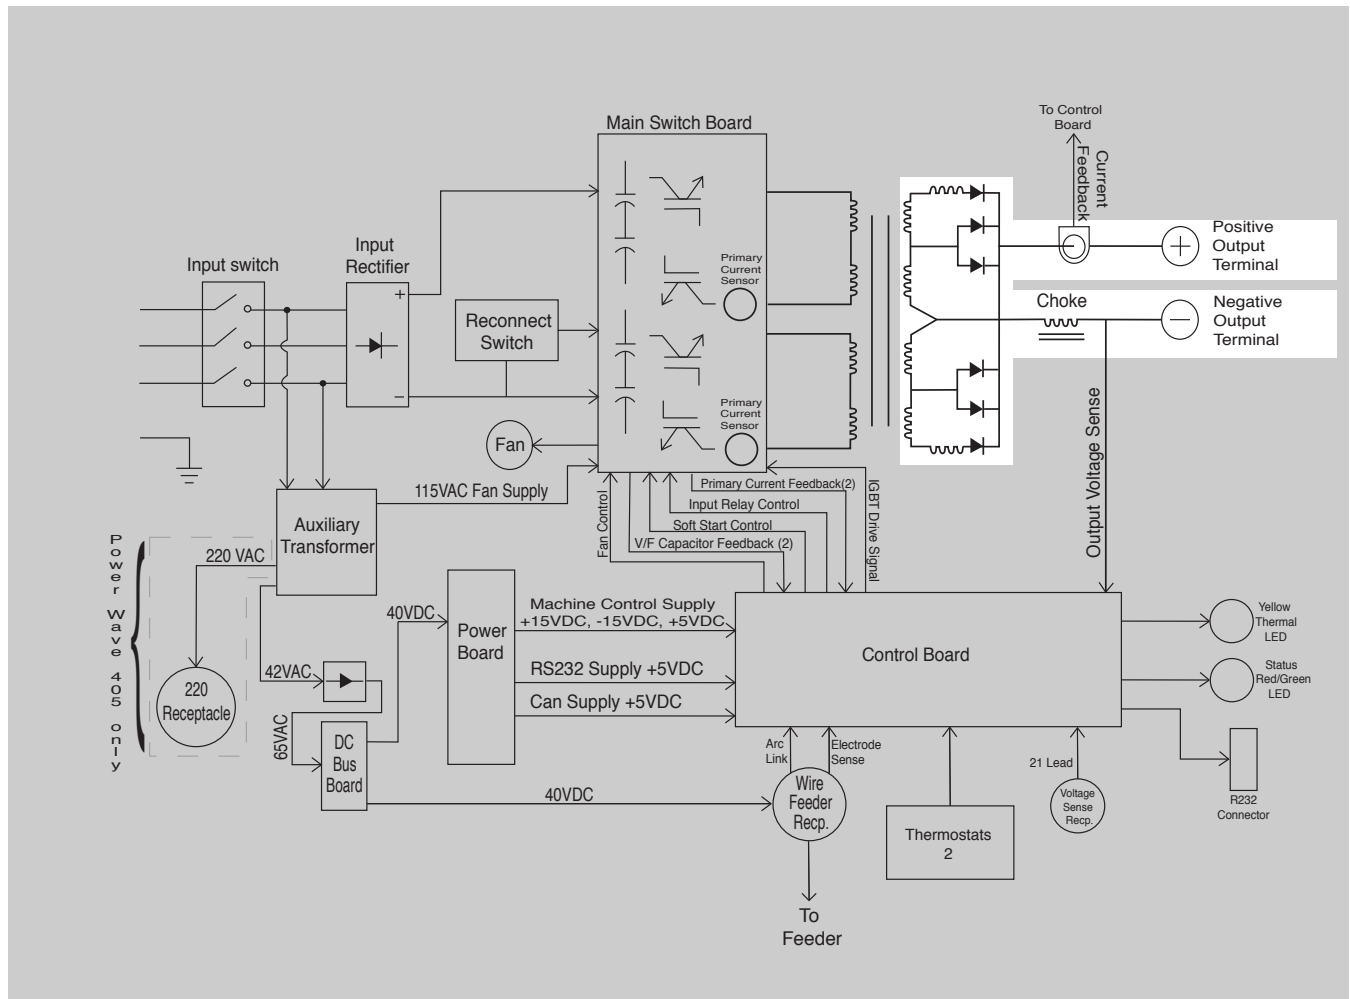 To Control
Board
Current
Feedback
Main Switch Board
Positive
Output
Terminal
Input switch
Input
Rectifier
+
−
Primary
Current
Sensor
+
Reconnect
Switch
Choke
Negative
Output
Terminal
−
Primary
Current
Sensor
Fan
Output Voltage Sense
115VAC Fan Supply
Primary Current Feedback(2)
Input Relay Control
Soft Start Control
V/F Capacitor Feedback (2)
Fan Control
IGBT Drive Signal
Auxiliary
Transformer
Power Wave 405 only
220 VAC
220
Receptacle
42VAC
65VAC
DC
Bus
Board
40VDC
Power
Board
Machine Control Supply
+15VDC, -15VDC, +5VDC
RS232 Supply +5VDC
Can Supply +5VDC
Control Board
Yellow
Thermal
LED
Status
Red/Green
LED
Arc
Link
Electrode
Sense
21 Lead
40VDC
Wire
Feeder
Recp.
Voltage
Sense
Recp.
Thermostats
2
R232
Connector
To
Feeder